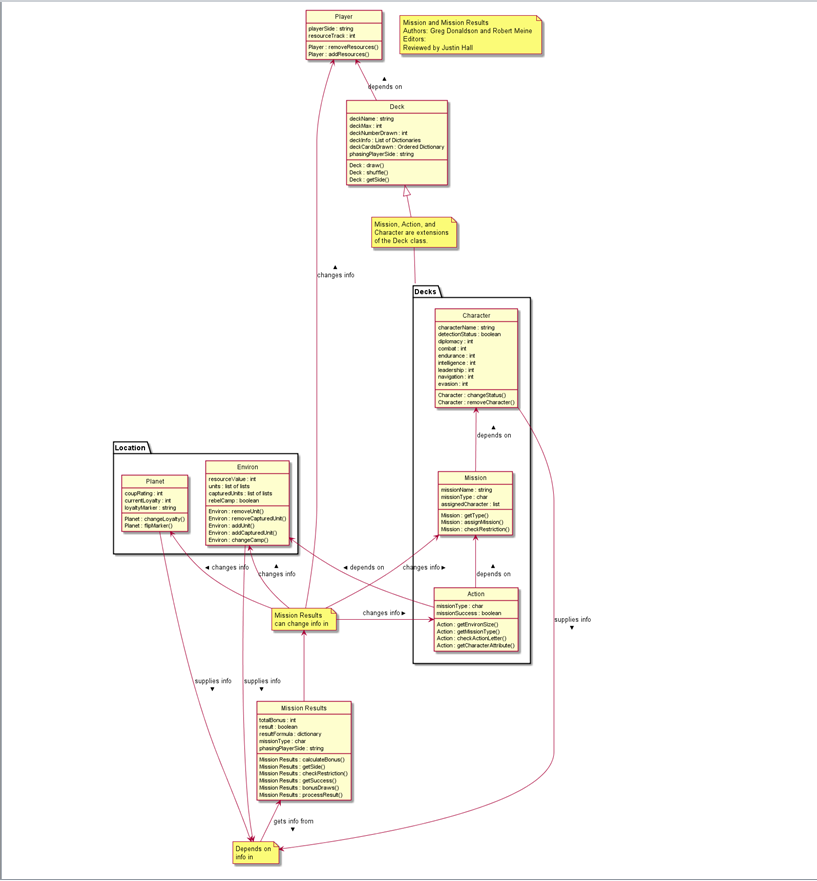 Player
playerSide : string
resourceTrack : int
Player : removeResources()
Player : addResources()
Mission and Mission Results
Authors: Greg Donaldson and Robert Meine
Editors:
Reviewed by Justin Hall
depends on
Deck
deckName : string
deckMax : int
deckNumberDrawn : int
deckInfo : List of Dictionaries
deckCardsDrawn : Ordered Dictionary
phasingPlayerSide : string
Deck : draw()
Deck : shuffle()
Deck : getSide()
Mission, Action, and
Character are extensions
of the Deck class.
changes info
Decks
Character
characterName : string
detectionStatus : boolean
diplomacy : int
combat : int
endurance : int
intelligence : int
leadership : int
navigation : int
evasion : int
Character : changeStatus()
Character : removeCharacter()
depends on
Location
Planet
coupRating : int
currentLoyalty : int
loyaltyMarker : string
Planet : changeLoyalty()
Planet : flipMarker()
Environ
resourceValue : int
units : list of lists
capturedUnits : list of lists
rebelCamp : boolean
Environ : removeUnit()
Environ : removeCapturedUnit()
Environ : addUnit()
Environ : addCapturedUnit()
Environ : changeCamp()
Mission
missionName : string
missionType : char
assignedCharacter : list
Mission : getType()
Mission : assignMission()
Mission : checkRestriction()
changes info
changes info
depends on
changes info
depends on
Action
missionType : char
missionSuccess : boolean
Action : getEnvironSize()
Action : getMissionType()
Action : checkActionLetter()
Action : getCharacterAttribute()
Mission Results
can change info in
changes info
supplies info
supplies info
supplies info
Mission Results
totalBonus : int
result : boolean
resultFormula : dictionary
missionType : char
phasingPlayerSide : string
Mission Results : calculateBonus()
Mission Results : getSide()
Mission Results : checkRestriction()
Mission Results : getSuccess()
Mission Results : bonusDraws()
Mission Results : processResult()
gets info from
Depends on
info in